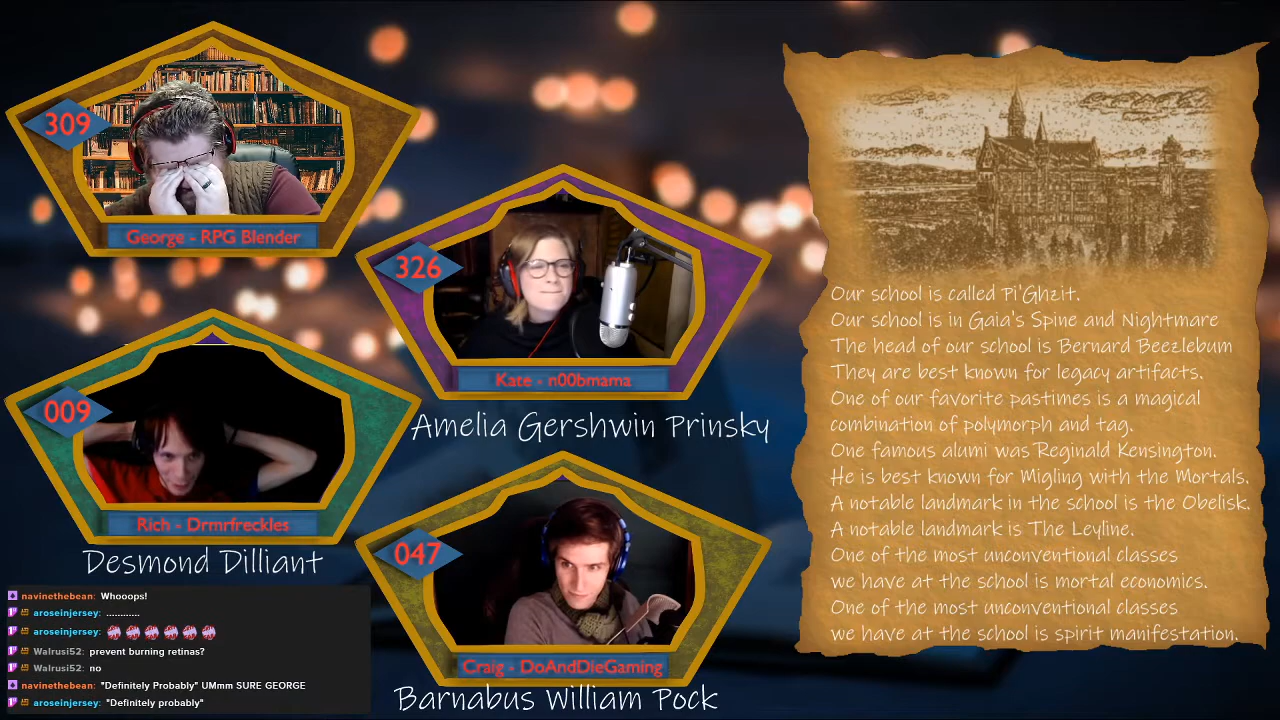 309
George - RPG Blender
326
Kate - n00bmama
Amelia Gershwin Prinsky
009
Rich - Drmrfreckles
Desmond Dilliant
047
Craig - DoAndDieGaming
Barnabus William Pock
navinethebean: Whooops!
aroseinjersey: ............
aroseinjersey:
Walrusi52: prevent burning retinas?
Walrusi52: no
navinethebean: "Definitely Probably" UMmm SURE GEORGE
aroseinjersey: "Definitely probably"
Our school is called Pi'Ghzit.
Our school is in Gaia's Spine and Nightmare
The head of our school is Bernard Beezlebum
They are best known for legacy artifacts.
One of our favorite pastimes is a magical
combination of polymorph and tag.
One famous alumi was Reginald Kensington.
He is best known for Migling with the Mortals.
A notable landmark in the school is the Obelisk.
A notable landmark is The Leyline.
One of the most unconventional classes
we have at the school is mortal economics.
One of the most unconventional classes
we have at the school is spirit manifestation.